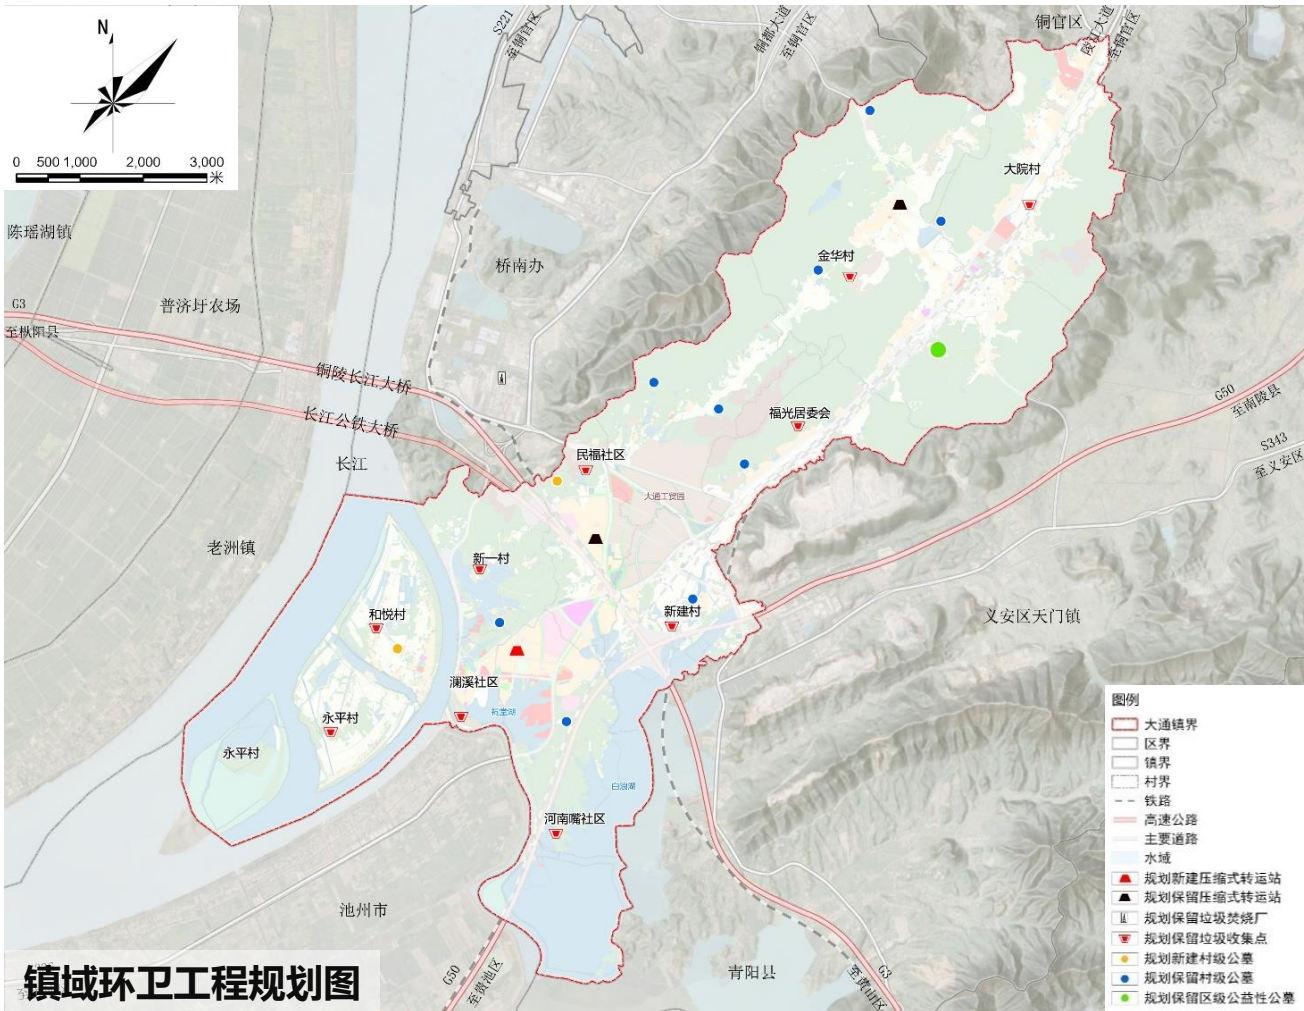 N
0 500 1,000 2,000 3,000 米
铜官区
S221
至铜官区
铜都大道
至铜官区
陵江大道
至铜官区
大院村
陈瑶湖镇
桥南办
金华村
G3
至枞阳县
普济圩农场
铜陵长江大桥
长江公铁大桥
长江
福光居委会
G50
至南陵县
S343
至义安区
民福社区
大通工贸园
老洲镇
新一村
和悦村
新建村
义安区天门镇
澜溪社区
祠堂湖
永平村
永平村
白浪湖
河南嘴社区
池州市
青阳县
G50
至贵池区
G3
至黄山区
镇域环卫工程规划图
图例
大通镇界
区界
镇界
村界
铁路
高速公路
主要道路
水域
规划新建压缩式转运站
规划保留压缩式转运站
规划保留垃圾焚烧厂
规划保留垃圾收集点
规划新建村级公墓
规划保留村级公墓
规划保留区级公益性公墓